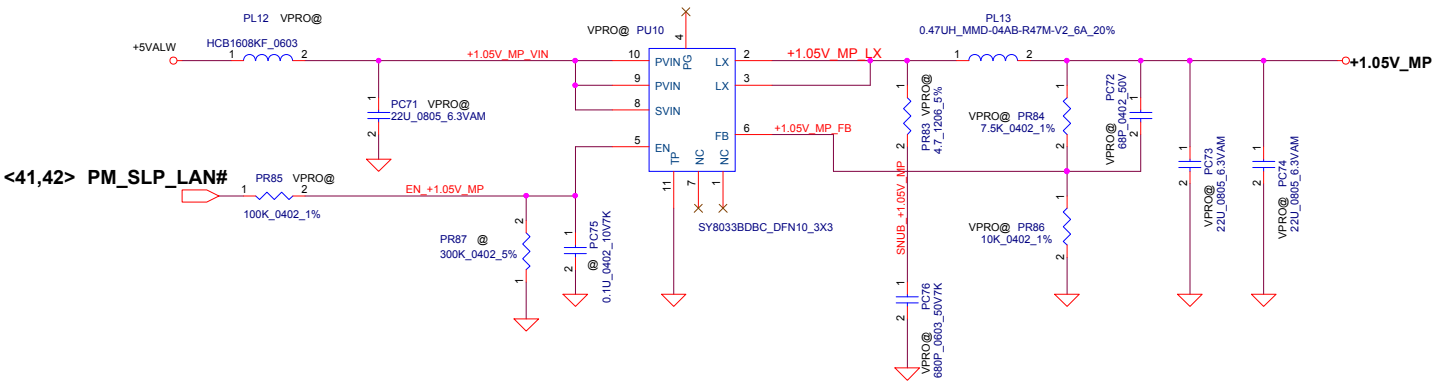 PL12 VPRO@
HCB1608KF_0603
+5VALW
1 2
+1.05V_MP_VIN
1
PC71 VPRO@
22U_0805_6.3VAM
2
<41,42> PM_SLP_LAN#
PR85 VPRO@
1 2
100K_0402_1%
EN_+1.05V_MP
2
PR87 @
300K_0402_5%
1
1
PC75
@
0.1U_0402_10V7K
2
VPRO@ PU10
4
PG
10 PVIN
9 PVIN
8 SVIN
5 EN
LX 2
LX 3
FB 6
TP
NC
NC
11
7
1
SY8033BDBC_DFN10_3X3
+1.05V_MP_LX
+1.05V_MP_FB
PL13
0.47UH_MMD-04AB-R47M-V2_6A_20%
1 2
+1.05V_MP
1
PR83 VPRO@
4.7_1206_5%
2
SNUB_+1.05V_MP
1
VPRO@ PC76
680P_0603_50V7K
2
1
VPRO@ PR84
7.5K_0402_1%
2
1
VPRO@ PC72
68P_0402_50V
2
1
VPRO@ PR86
10K_0402_1%
2
1
VPRO@ PC73
22U_0805_6.3VAM
2
1
VPRO@ PC74
22U_0805_6.3VAM
2